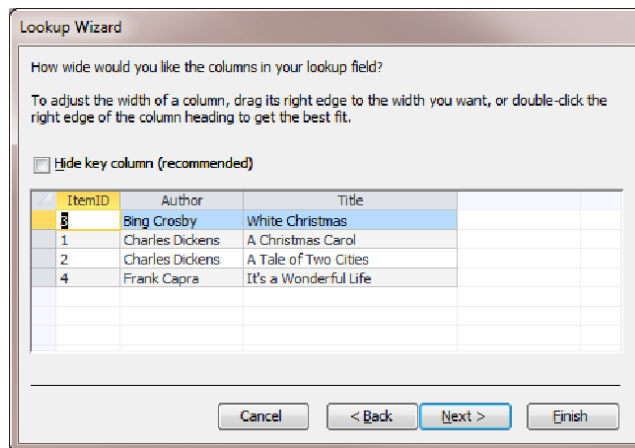 Lookup Wizard
How wide would you like the columns in your lookup field?
To adjust the width of a column, drag its right edge to the width you want, or double-click the
right edge of the column heading to get the best fit.
Hide key column (recommended)
ItemID Author Title
3 Bing Crosby White Christmas
1 Charles Dickens A Christmas Carol
2 Charles Dickens A Tale of Two Cities
4 Frank Capra It's a Wonderful Life
Cancel < Back Next > Finish